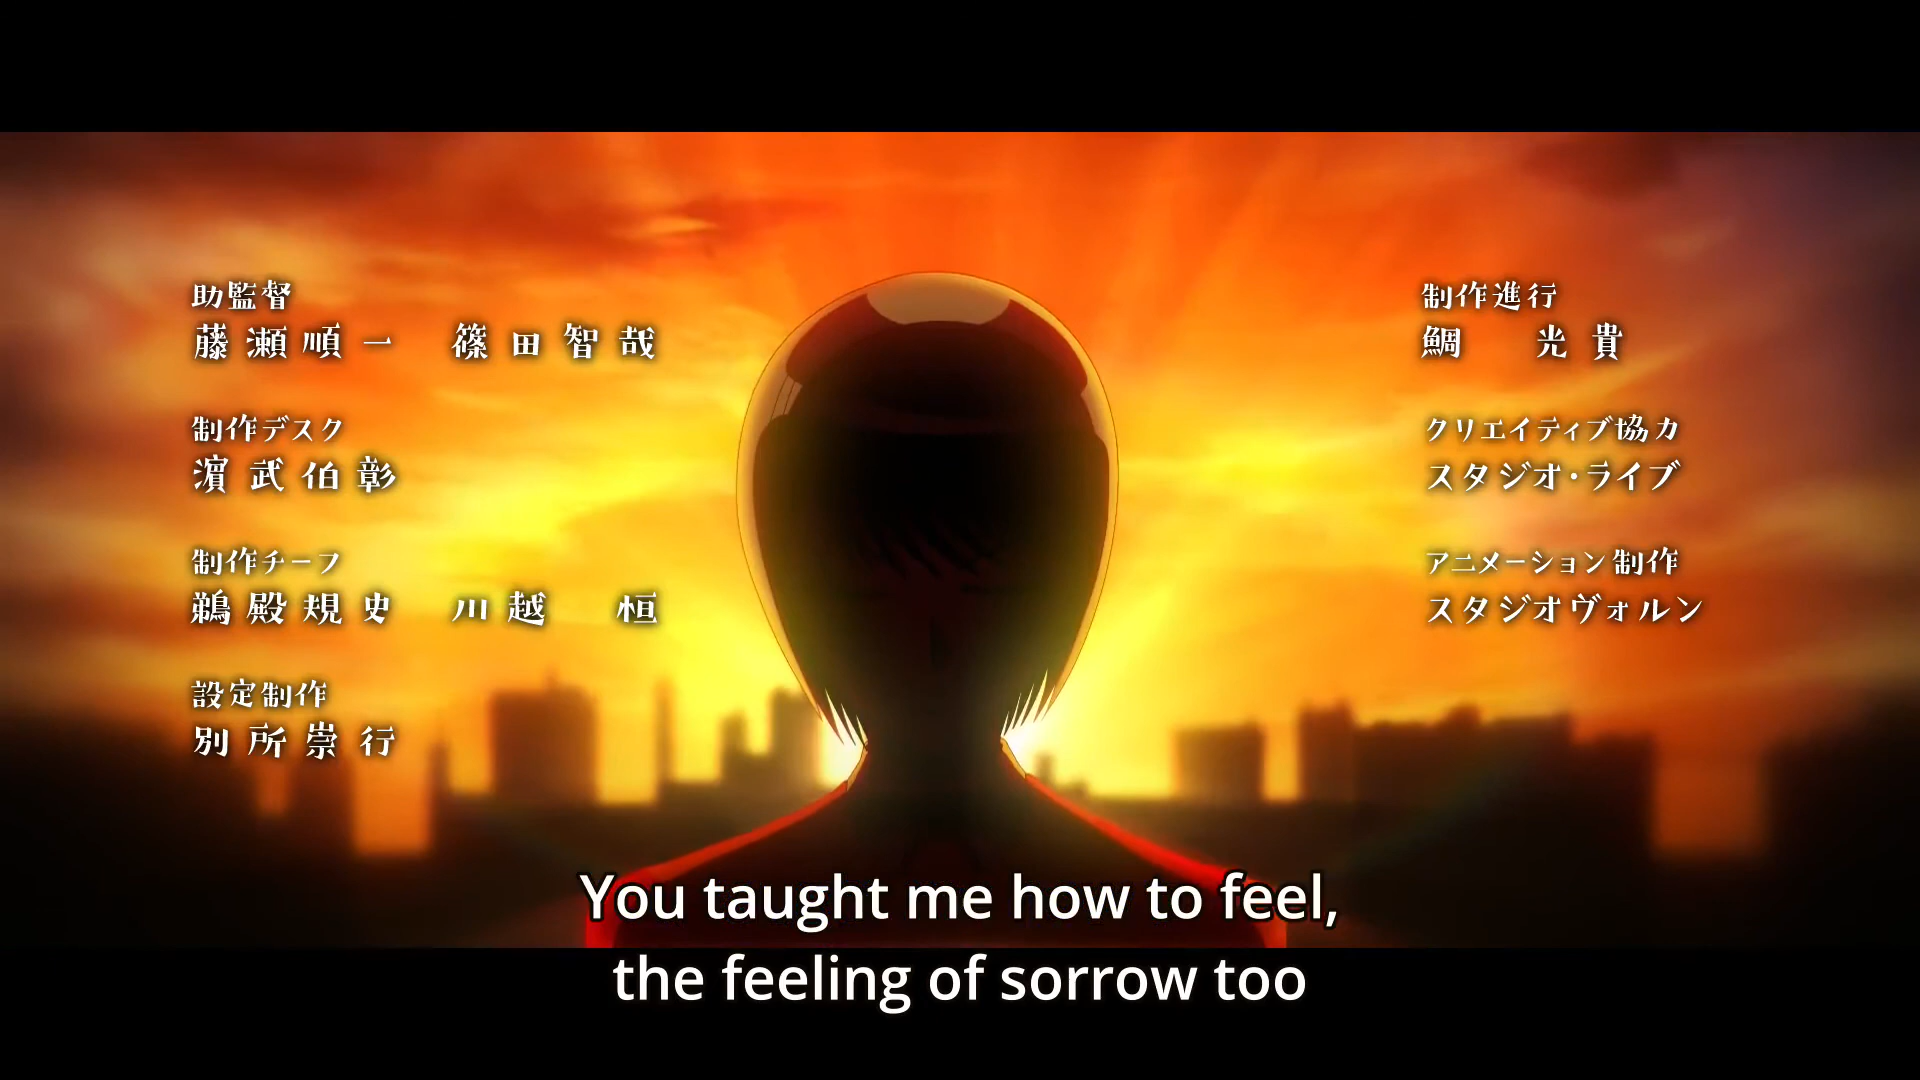 助監督
藤瀬順一 篠田智哉
制作デスク
濵武伯彰
制作チーフ
鵜殿規史 川越 恒
設定制作
別所崇行
制作進行
鯛 光貴
クリエイティブ協力
スタジオ・ライブ
アニメーション制作
スタジオヴォルン
You taught me how to feel,
the feeling of sorrow too